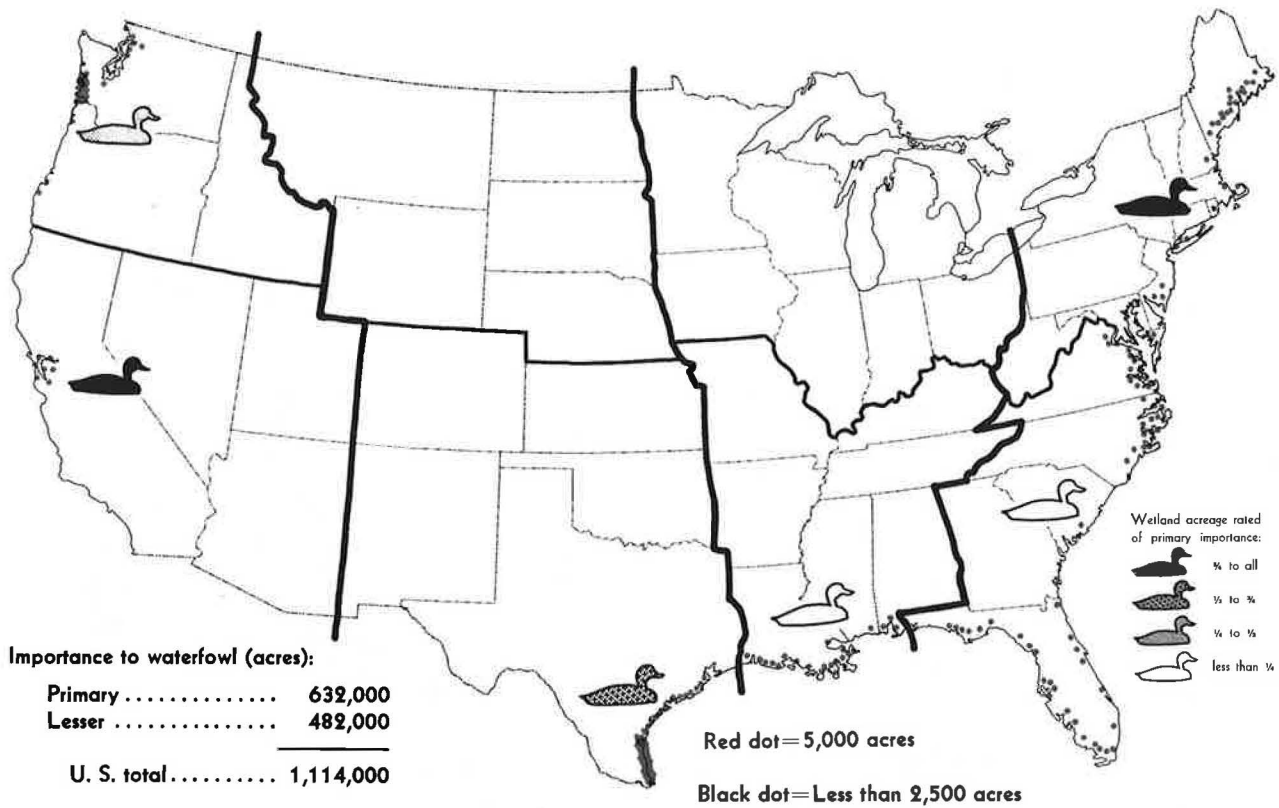 Wetland acreage rated
of primary importance:
¾ to all
½ to ¾
¼ to ½
less than ¼
Importance to waterfowl (acres):
Primary .............. 632,000
Lesser ............... 482,000
U. S. total.......... 1,114,000
Red dot=5,000 acres
Black dot=Less than 2,500 acres